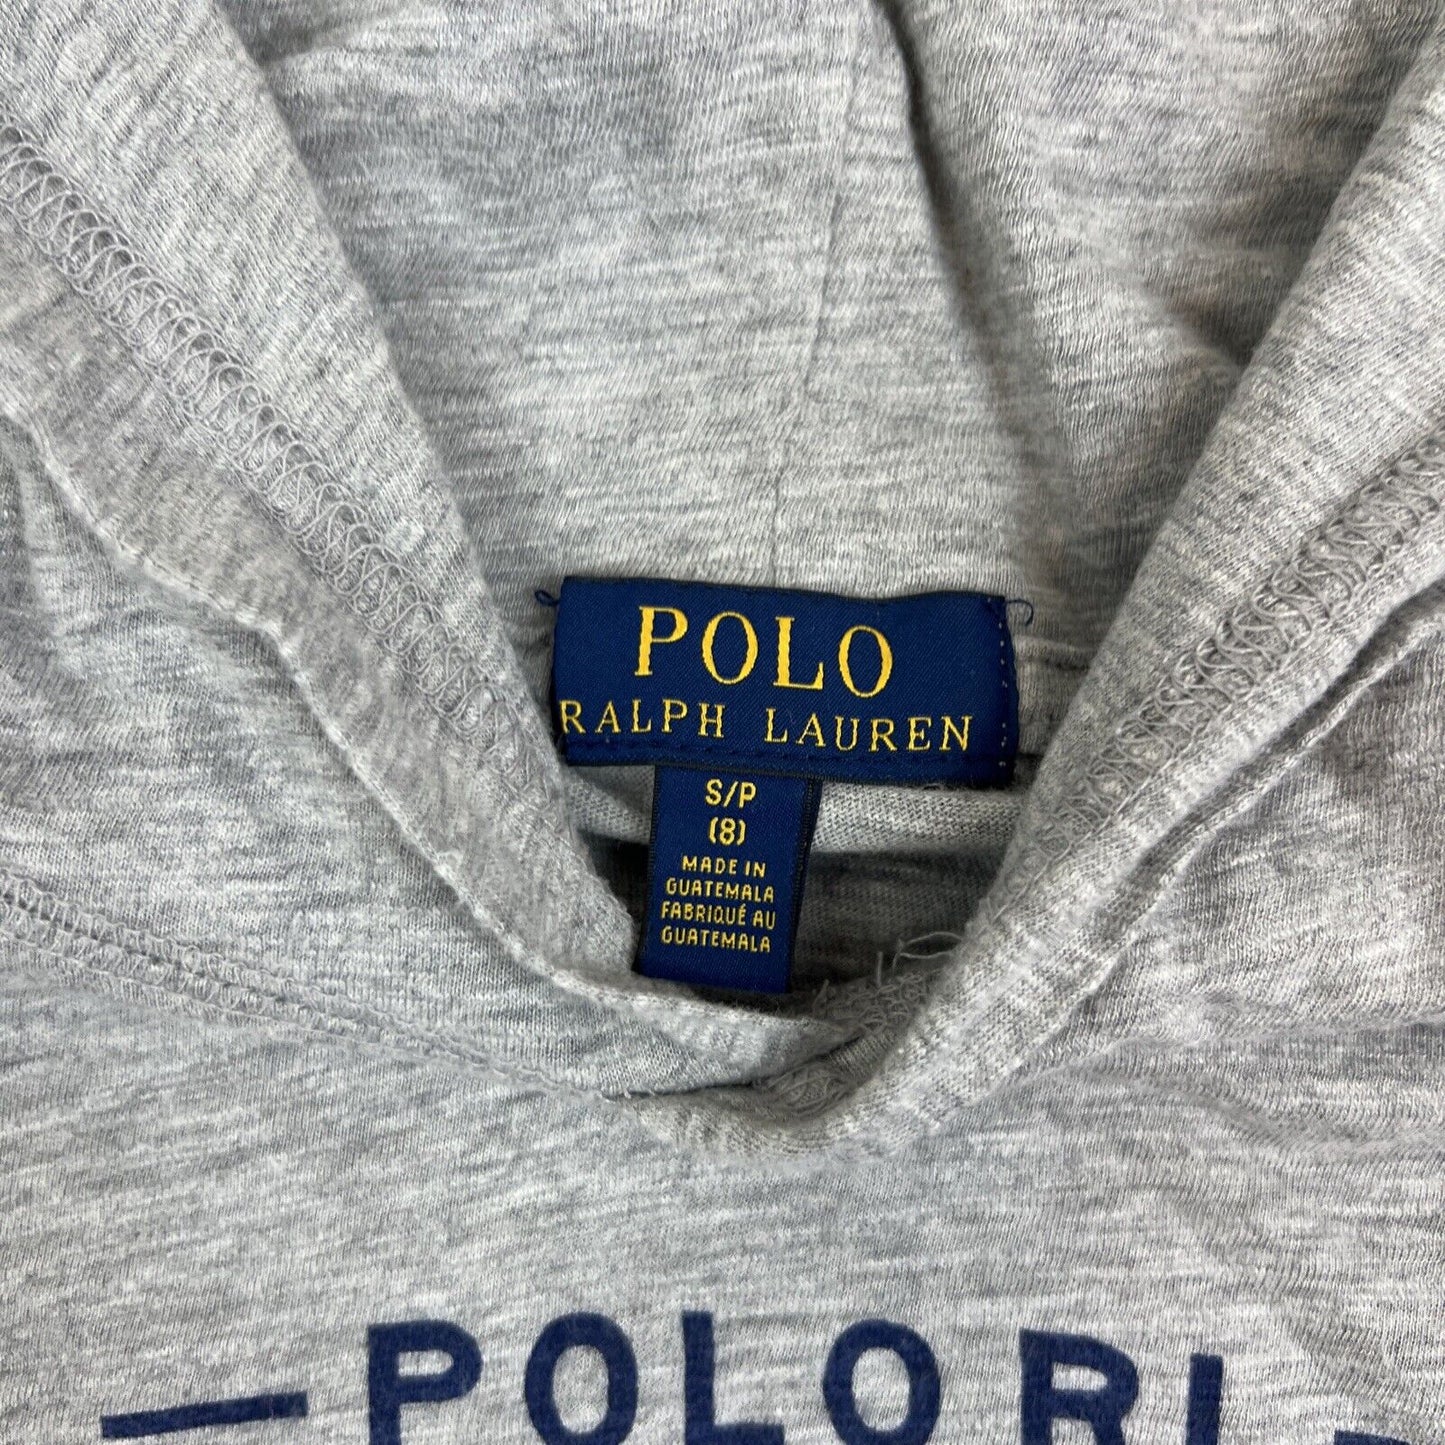 POLO
RALPH LAUREN
S/P
(8)
MADE IN
GUATEMALA
FABRIQUÉ AU
GUATEMALA
— POLO RL —